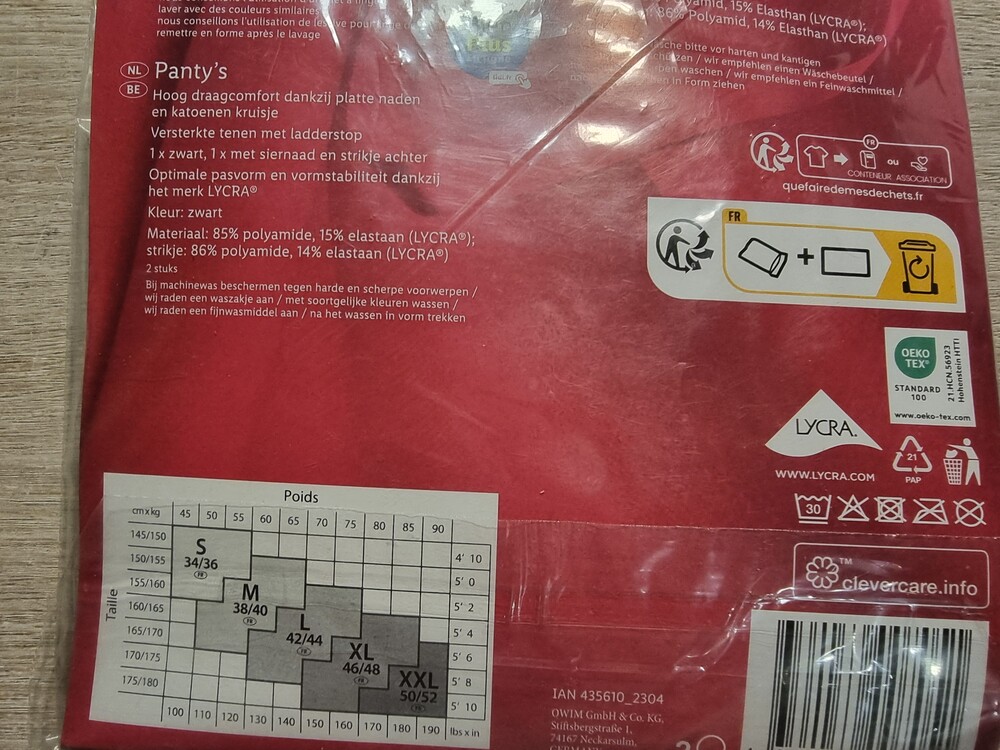 laver avec des couleurs similaires
nous conseillons l'utilisation de
remettre en forme après le lavage
NL
BE
Panty's
Hoog draagcomfort dankzij platte naden
en katoenen kruisje
Versterkte tenen met ladderstop
1 x zwart, 1 x met siernaad en strikje achter
Optimale pasvorm en vormstabiliteit dankzij
het merk LYCRA®
Kleur: zwart
Materiaal: 85% polyamide, 15% elastaan (LYCRA®);
strikje: 86% polyamide, 14% elastaan (LYCRA®)
2 stuks
Bij machinewas beschermen tegen harde en scherpe voorwerpen /
wij raden een waszakje aan / met soortgelijke kleuren wassen /
wij raden een fijnwasmiddel aan / na het wassen in vorm trekken
Plus
15% Elasthan (LYCRA®);
86% Polyamid, 14% Elasthan (LYCRA®)
bitte vor harten und kantigen
/ wir empfehlen einen Wäschebeutel /
waschen / wir empfehlen ein Feinwaschmittel /
in Form ziehen
FR
OU
CONTENEUR ASSOCIATION
quefairedemesdechets.fr
FR
+
OEKO
TEX®
STANDARD
100
21.HCN.56923
Hohenstein HTTI
www.oeko-tex.com
LYCRA.
WWW.LYCRA.COM
21
PAP
30
clevercare.info™
Poids
cm x kg 45 50 55 60 65 70 75 80 85 90
Taille
145/150
150/155 4' 10
155/160 5' 0
160/165 5' 2
165/170 5' 4
170/175 5' 6
175/180 5' 8
5' 10
S
34/36
FR
M
38/40
FR
L
42/44
FR
XL
46/48
FR
XXL
50/52
FR
100 110 120 130 140 150 160 170 180 190 lbs x in
IAN 435610_2304
OWIM GmbH & Co. KG,
Stiftsbergstraße 1,
74167 Neckarsulm,